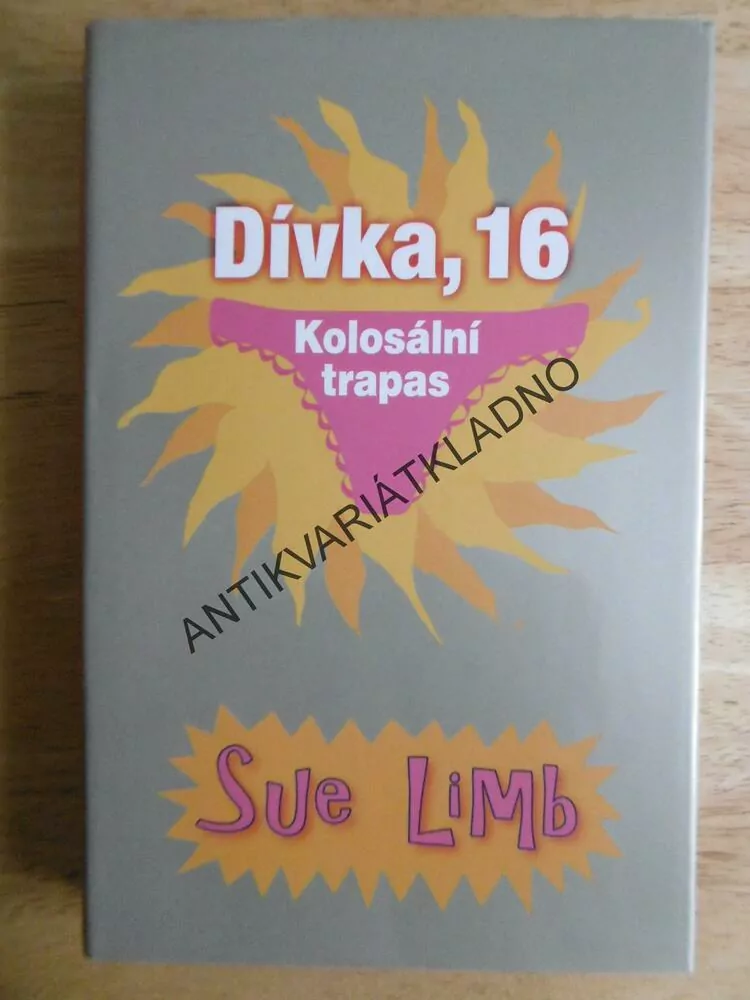 Dívka, 16
Kolosální
trapas
ANTIKVARIÁTKLADNO
Sue Limb